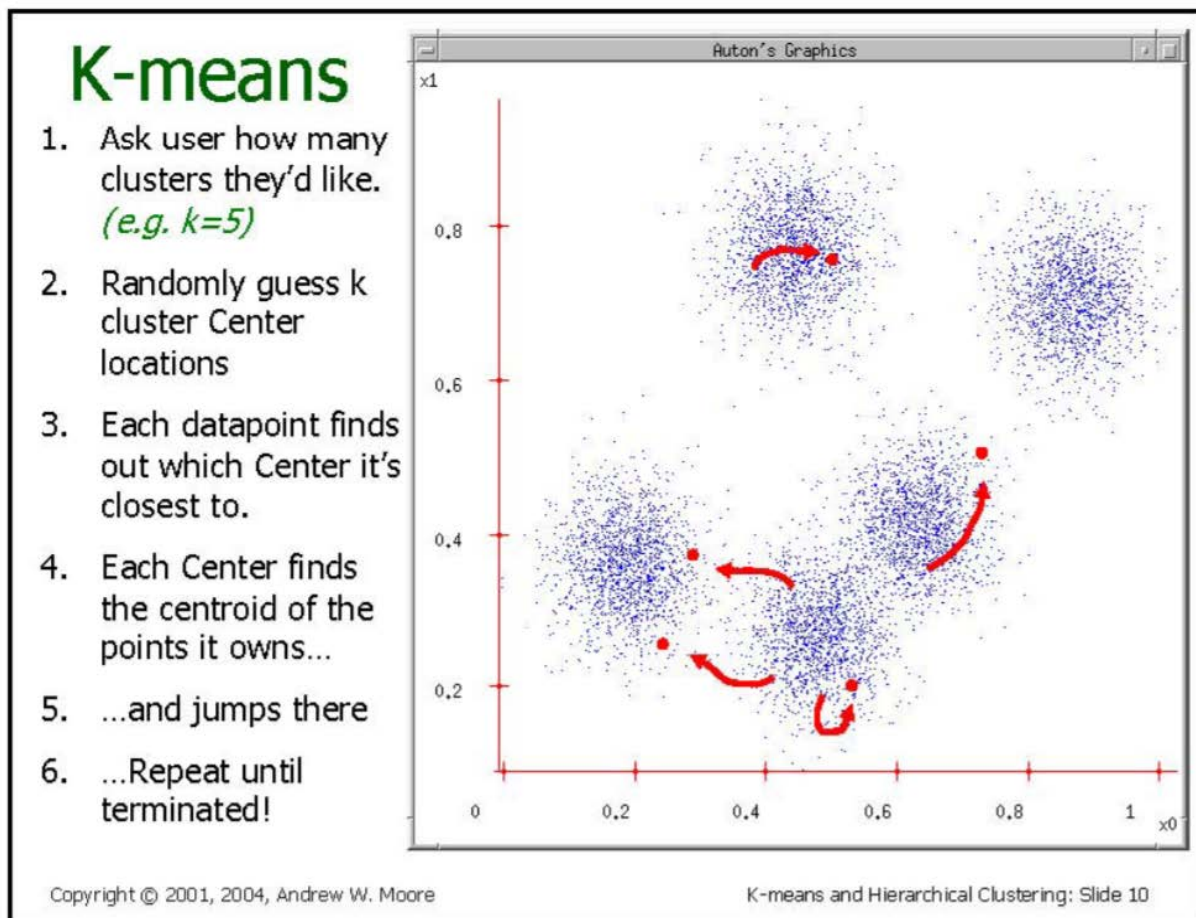 K-means
1. Ask user how many
clusters they'd like.
(e.g. k=5)
2. Randomly guess k
cluster Center
locations
3. Each datapoint finds
out which Center it's
closest to.
4. Each Center finds
the centroid of the
points it owns...
5. ...and jumps there
6. ...Repeat until
terminated!
Auton's Graphics
x1
0.8
0.6
0.4
0.2
0 0.2 0.4 0.6 0.8 1
x0
Copyright © 2001, 2004, Andrew W. Moore
K-means and Hierarchical Clustering: Slide 10